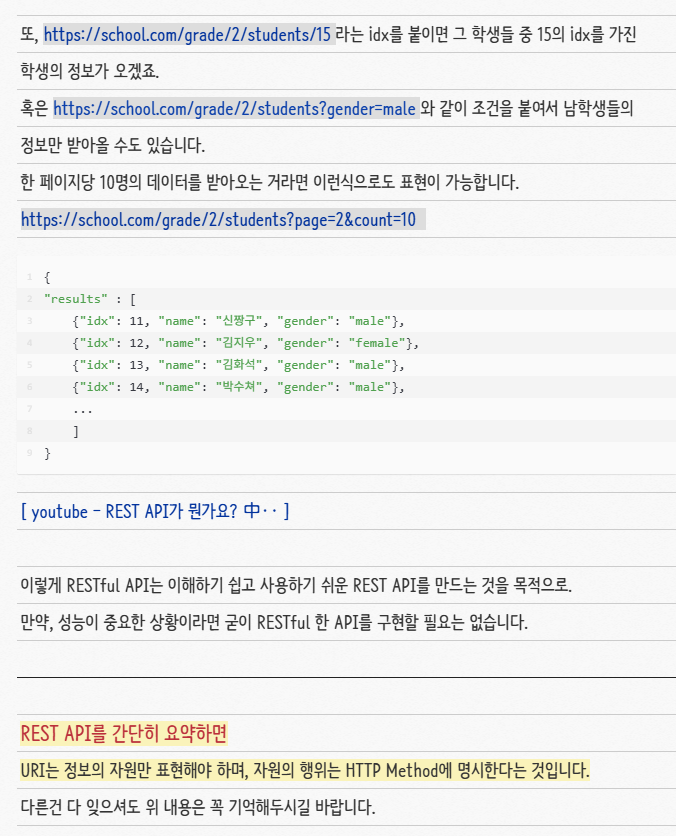 또, https://school.com/grade/2/students/15 라는 idx를 붙이면 그 학생들 중 15의 idx를 가진
학생의 정보가 오겠죠.
혹은 https://school.com/grade/2/students?gender=male 와 같이 조건을 붙여서 남학생들의
정보만 받아올 수도 있습니다.
한 페이지당 10명의 데이터를 받아오는 거라면 이런식으로도 표현이 가능합니다.
https://school.com/grade/2/students?page=2&count=10
1 {
2 "results" : [
3 {"idx": 11, "name": "신짱구", "gender": "male"},
4 {"idx": 12, "name": "김지우", "gender": "female"},
5 {"idx": 13, "name": "김화석", "gender": "male"},
6 {"idx": 14, "name": "박수쳐", "gender": "male"},
7 ...
8 ]
9 }
[ youtube - REST API가 뭔가요? 中‥ ]
이렇게 RESTful API는 이해하기 쉽고 사용하기 쉬운 REST API를 만드는 것을 목적으로.
만약, 성능이 중요한 상황이라면 굳이 RESTful 한 API를 구현할 필요는 없습니다.
REST API를 간단히 요약하면
URI는 정보의 자원만 표현해야 하며, 자원의 행위는 HTTP Method에 명시한다는 것입니다.
다른건 다 잊으셔도 위 내용은 꼭 기억해두시길 바랍니다.